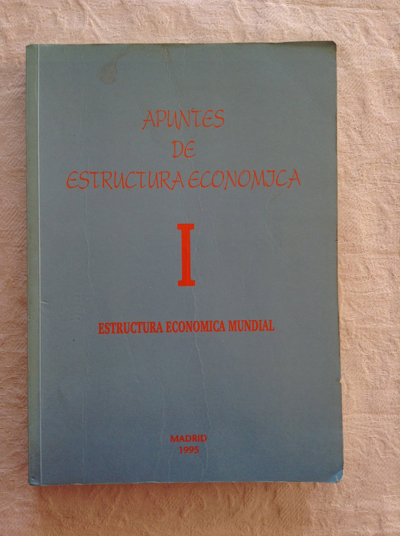 APUNTES
DE
ESTRUCTURA ECONOMICA
I
ESTRUCTURA ECONOMICA MUNDIAL
MADRID
1995